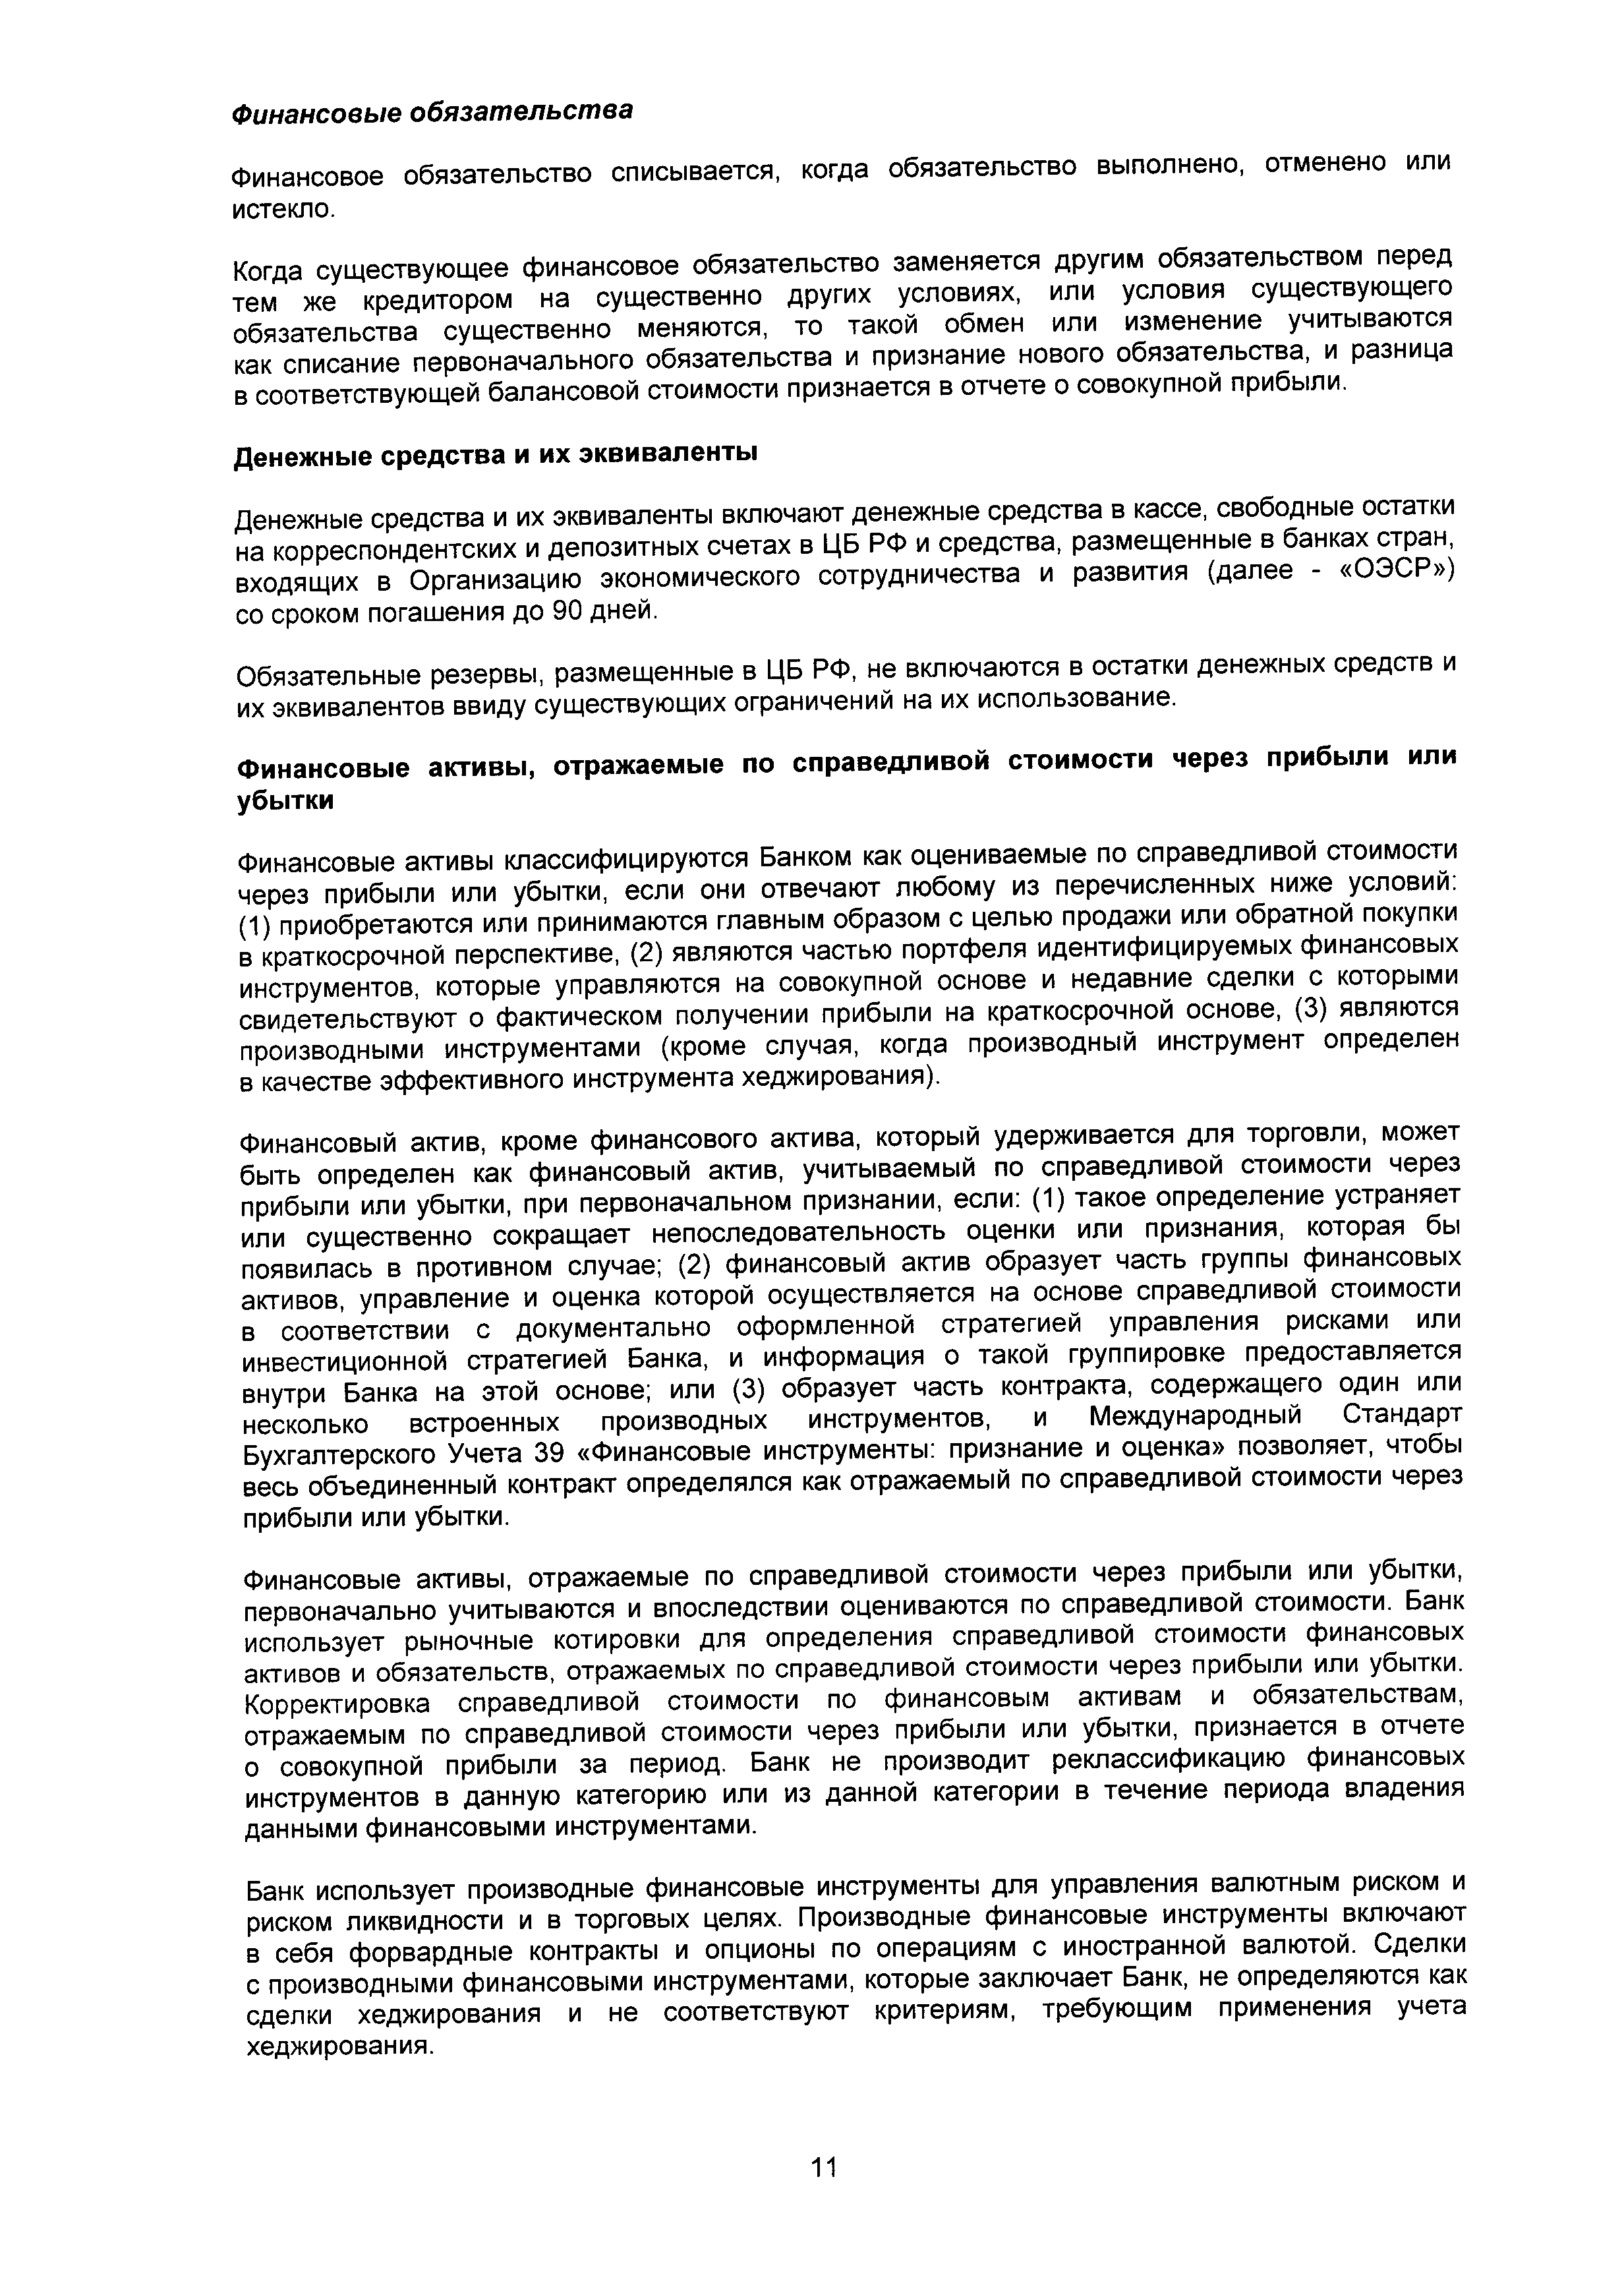 Финансовые обязательства
Финансовое обязательство списывается, когда обязательство выполнено, отменено или
истекло.
Когда существующее финансовое обязательство заменяется другим обязательством перед
тем же кредитором на существенно других условиях, или условия существующего
обязательства существенно меняются, то такой обмен или изменение учитываются
как списание первоначального обязательства и признание нового обязательства, и разница
в соответствующей балансовой стоимости признается в отчете о совокупной прибыли.
Денежные средства и их эквиваленты
Денежные средства и их эквиваленты включают денежные средства в кассе, свободные остатки
на корреспондентских и депозитных счетах в ЦБ РФ и средства, размещенные в банках стран,
входящих в Организацию экономического сотрудничества и развития (далее - «ОЭСР»)
со сроком погашения до 90 дней.
Обязательные резервы, размещенные в ЦБ РФ, не включаются в остатки денежных средств и
их эквивалентов ввиду существующих ограничений на их использование.
Финансовые активы, отражаемые по справедливой стоимости через прибыли или
убытки
Финансовые активы классифицируются Банком как оцениваемые по справедливой стоимости
через прибыли или убытки, если они отвечают любому из перечисленных ниже условий:
(1) приобретаются или принимаются главным образом с целью продажи или обратной покупки
в краткосрочной перспективе, (2) являются частью портфеля идентифицируемых финансовых
инструментов, которые управляются на совокупной основе и недавние сделки с которыми
свидетельствуют о фактическом получении прибыли на краткосрочной основе, (3) являются
производными инструментами (кроме случая, когда производный инструмент определен
в качестве эффективного инструмента хеджирования).
Финансовый актив, кроме финансового актива, который удерживается для торговли, может
быть определен как финансовый актив, учитываемый по справедливой стоимости через
прибыли или убытки, при первоначальном признании, если: (1) такое определение устраняет
или существенно сокращает непоследовательность оценки или признания, которая бы
появилась в противном случае; (2) финансовый актив образует часть группы финансовых
активов, управление и оценка которой осуществляется на основе справедливой стоимости
в соответствии с документально оформленной стратегией управления рисками или
инвестиционной стратегией Банка, и информация о такой группировке предоставляется
внутри Банка на этой основе; или (3) образует часть контракта, содержащего один или
несколько встроенных производных инструментов, и Международный Стандарт
Бухгалтерского Учета 39 «Финансовые инструменты: признание и оценка» позволяет, чтобы
весь объединенный контракт определялся как отражаемый по справедливой стоимости через
прибыли или убытки.
Финансовые активы, отражаемые по справедливой стоимости через прибыли или убытки,
первоначально учитываются и впоследствии оцениваются по справедливой стоимости. Банк
использует рыночные котировки для определения справедливой стоимости финансовых
активов и обязательств, отражаемых по справедливой стоимости через прибыли или убытки.
Корректировка справедливой стоимости по финансовым активам и обязательствам,
отражаемым по справедливой стоимости через прибыли или убытки, признается в отчете
о совокупной прибыли за период. Банк не производит реклассификацию финансовых
инструментов в данную категорию или из данной категории в течение периода владения
данными финансовыми инструментами.
Банк использует производные финансовые инструменты для управления валютным риском и
риском ликвидности и в торговых целях. Производные финансовые инструменты включают
в себя форвардные контракты и опционы по операциям с иностранной валютой. Сделки
с производными финансовыми инструментами, которые заключает Банк, не определяются как
сделки хеджирования и не соответствуют критериям, требующим применения учета
хеджирования.
11